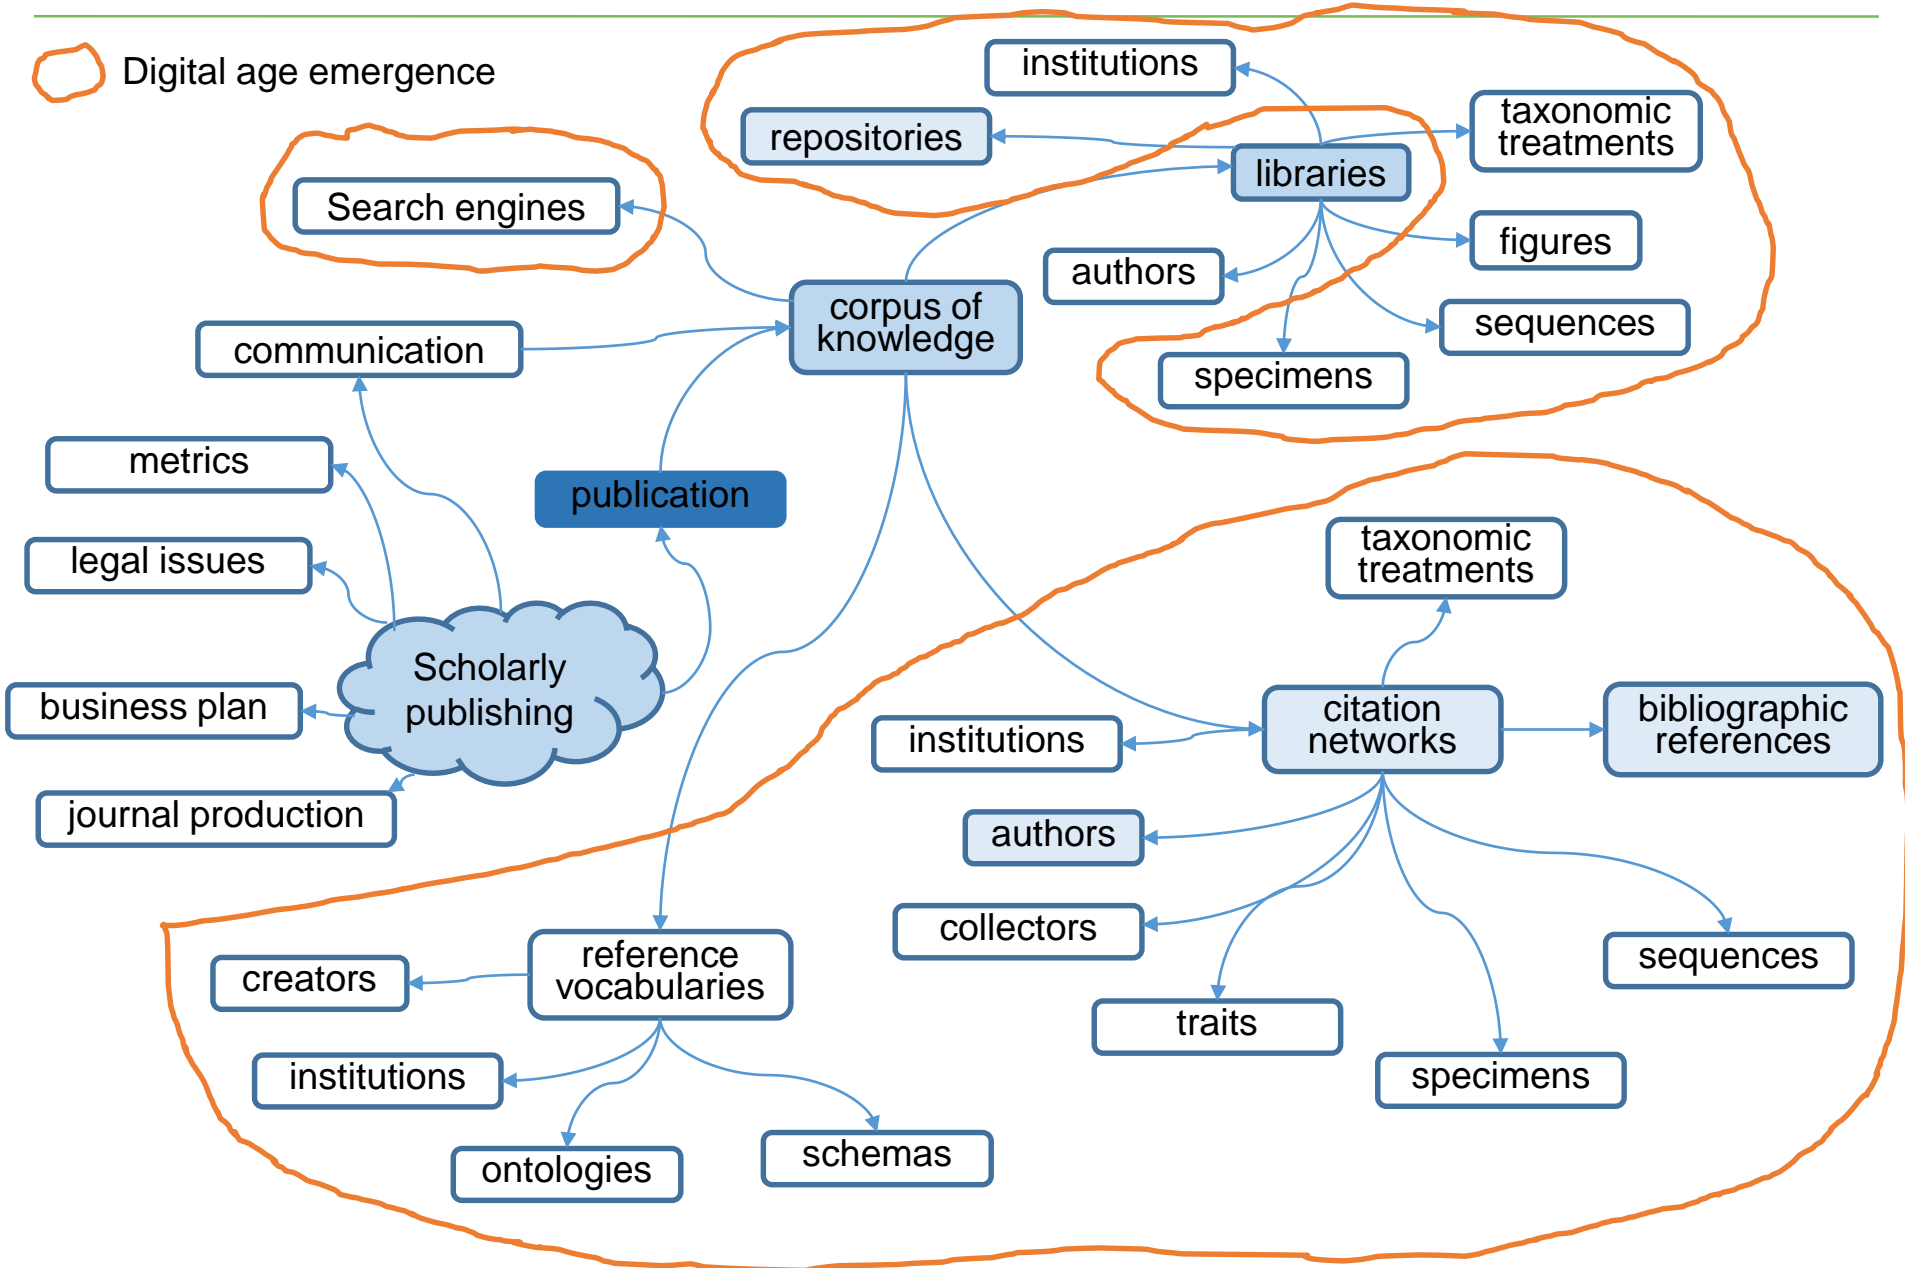 Digital age emergence
institutions
repositories
taxonomic
treatments
libraries
Search engines
figures
authors
corpus of
knowledge
sequences
communication
specimens
metrics
publication
legal issues
taxonomic
treatments
Scholarly
publishing
business plan
institutions
citation
networks
bibliographic
references
journal production
authors
collectors
sequences
reference
vocabularies
creators
traits
institutions
specimens
ontologies
schemas